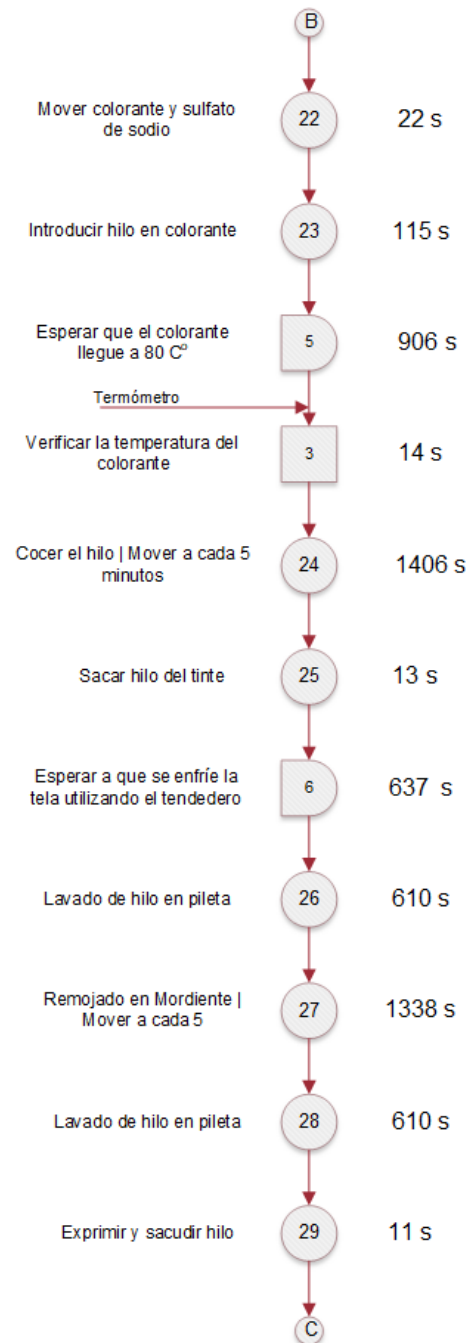 B
Mover colorante y sulfato
de sodio
22
22 s
Introducir hilo en colorante
23
115 s
Esperar que el colorante
llegue a 80 Cº
5
906 s
Termómetro
Verificar la temperatura del
colorante
3
14 s
Cocer el hilo | Mover a cada 5
minutos
24
1406 s
Sacar hilo del tinte
25
13 s
Esperar a que se enfríe la
tela utilizando el tendedero
6
637 s
Lavado de hilo en pileta
26
610 s
Remojado en Mordiente |
Mover a cada 5
27
1338 s
Lavado de hilo en pileta
28
610 s
Exprimir y sacudir hilo
29
11 s
C